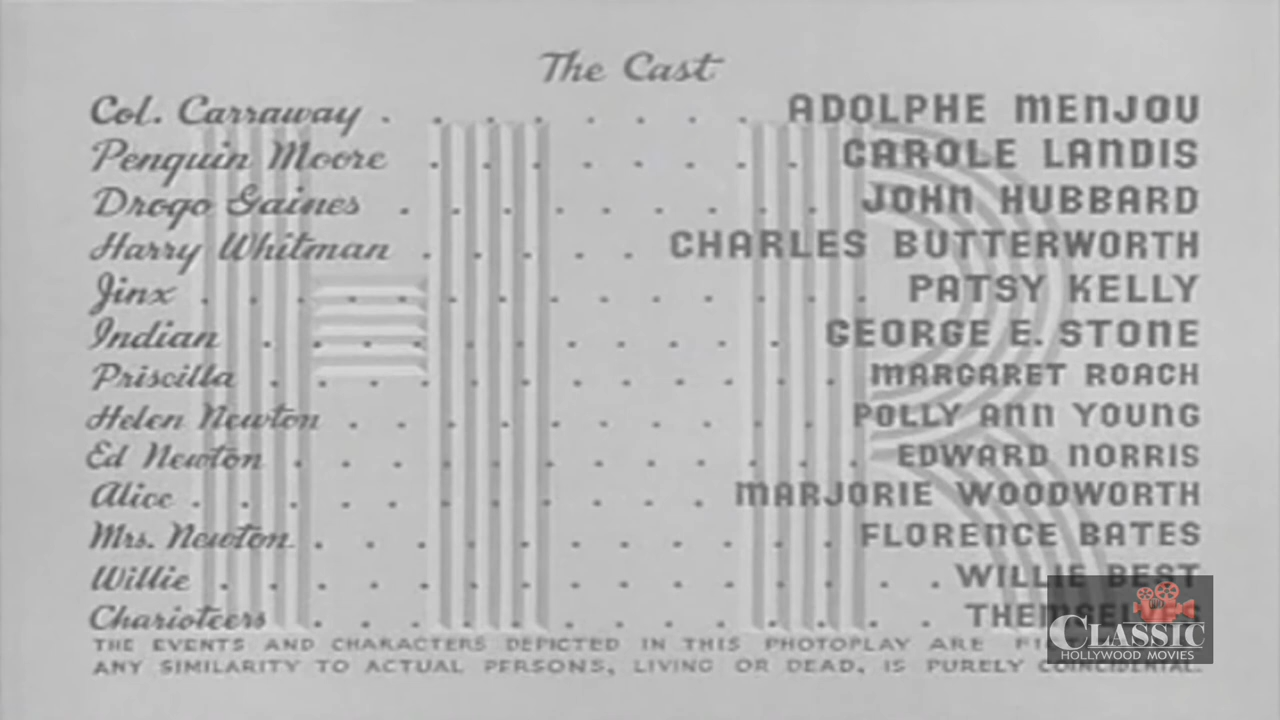 The Cast
Col. Carraway . . . . . . . . ADOLPHE MENJOU
Penquin Moore . . . . . . . . CAROLE LANDIS
Drogo Gaines . . . . . . . . . JOHN HUBBARD
Harry Whitman . . . . . CHARLES BUTTERWORTH
Jinx . . . . . . . . . . . . . . PATSY KELLY
Indian . . . . . . . . . . . GEORGE E. STONE
Priscilla . . . . . . . . . . . . MARGARET ROACH
Helen Newton . . . . . . . . . . POLLY ANN YOUNG
Ed Newton . . . . . . . . . . . . EDWARD NORRIS
Alice . . . . . . . . . . . MARJORIE WOODWORTH
Mrs. Newton . . . . . . . . . . . FLORENCE BATES
Willie . . . . . . . . . . . . . . . WILLIE BEST
Charioteers . . . . . . . . . . . . . THEMSELVES
THE EVENTS AND CHARACTERS DEPICTED IN THIS PHOTOPLAY ARE
ANY SIMILARITY TO ACTUAL PERSONS, LIVING OR DEAD, IS PURELY COINCIDENTAL.
CLASSIC
HOLLYWOOD MOVIES